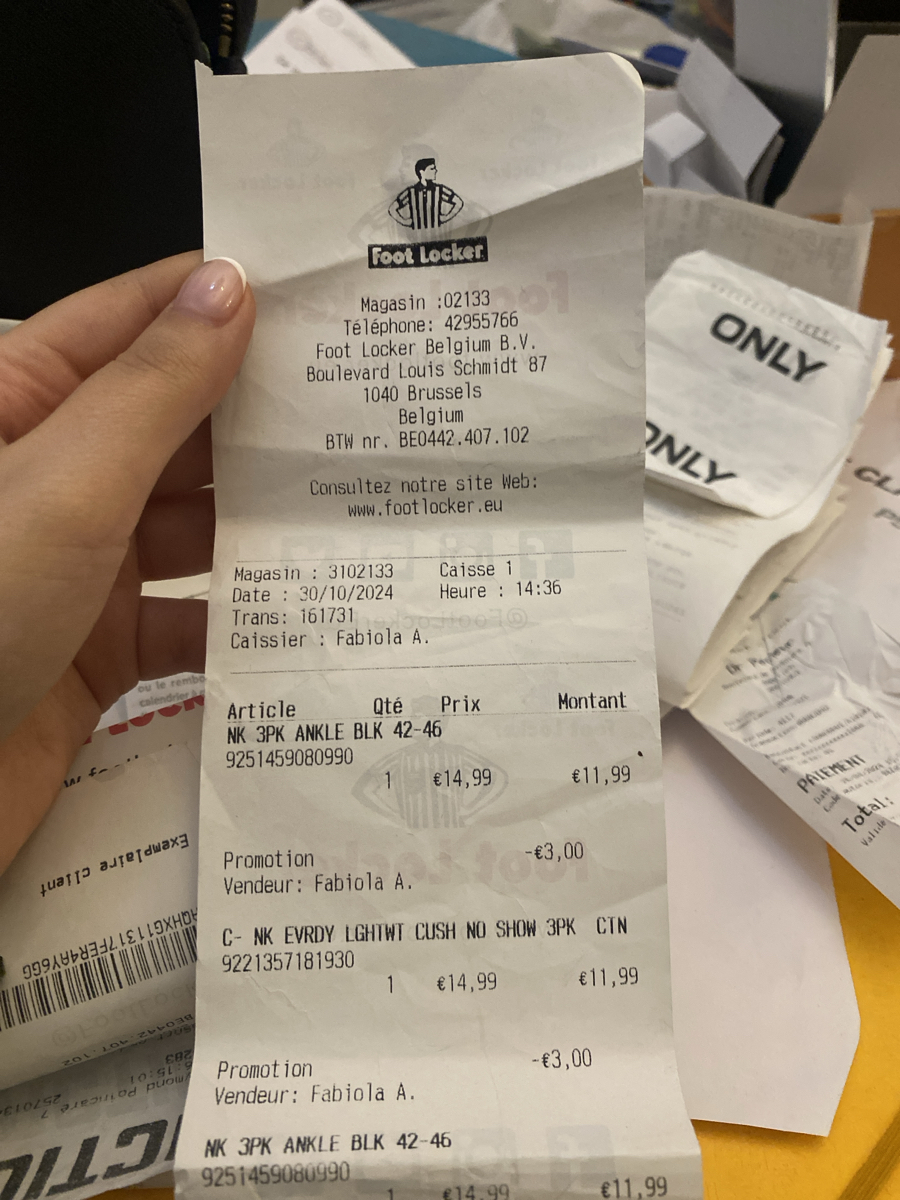 Foot Locker
Magasin :02133
Téléphone: 42955766
Foot Locker Belgium B.V.
Boulevard Louis Schmidt 87
1040 Brussels
Belgium
BTW nr. BE0442.407.102
Consultez notre site Web:
www.footlocker.eu
Magasin : 3102133 Caisse 1
Date : 30/10/2024 Heure : 14:36
Trans: 161731
Caissier : Fabiola A.
Article Qté Prix Montant
NK 3PK ANKLE BLK 42-46
9251459080990
1 €14,99 €11,99
Promotion -€3,00
Vendeur: Fabiola A.
C- NK EVRDY LGHTWT CUSH NO SHOW 3PK CTN
9221357181930
1 €14,99 €11,99
Promotion -€3,00
Vendeur: Fabiola A.
NK 3PK ANKLE BLK 42-46
9251459080990
1 €14,99 €11,99
ONLY
ONLY
PAIEMENT
Total:
ou le rembo
calendrier à
Exemplaire client